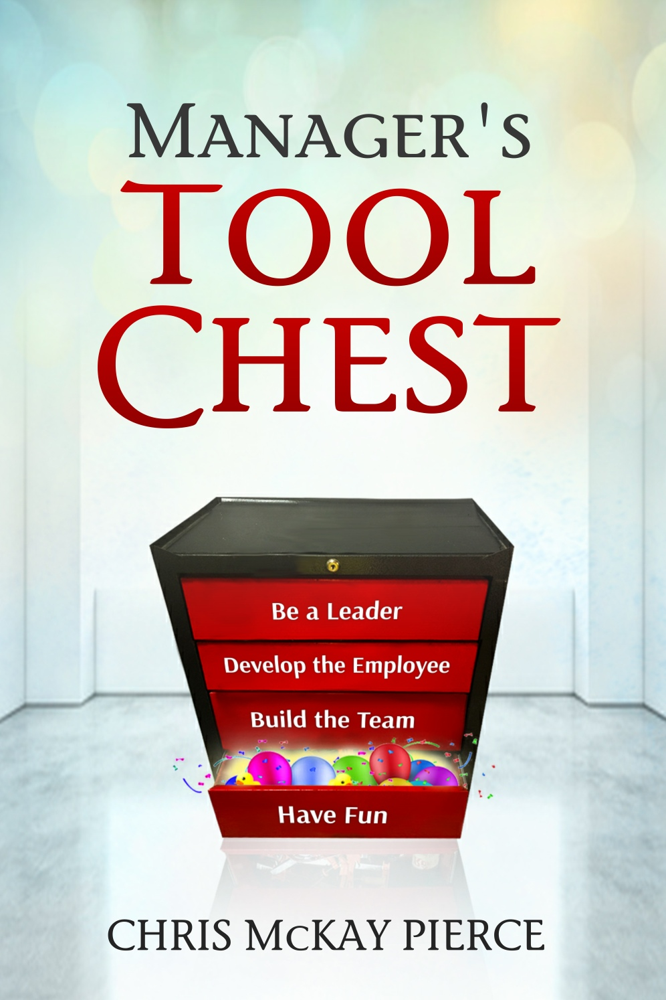 Manager's
Tool
Chest
Be a Leader
Develop the Employee
Build the Team
Have Fun
CHRIS McKAY PIERCE